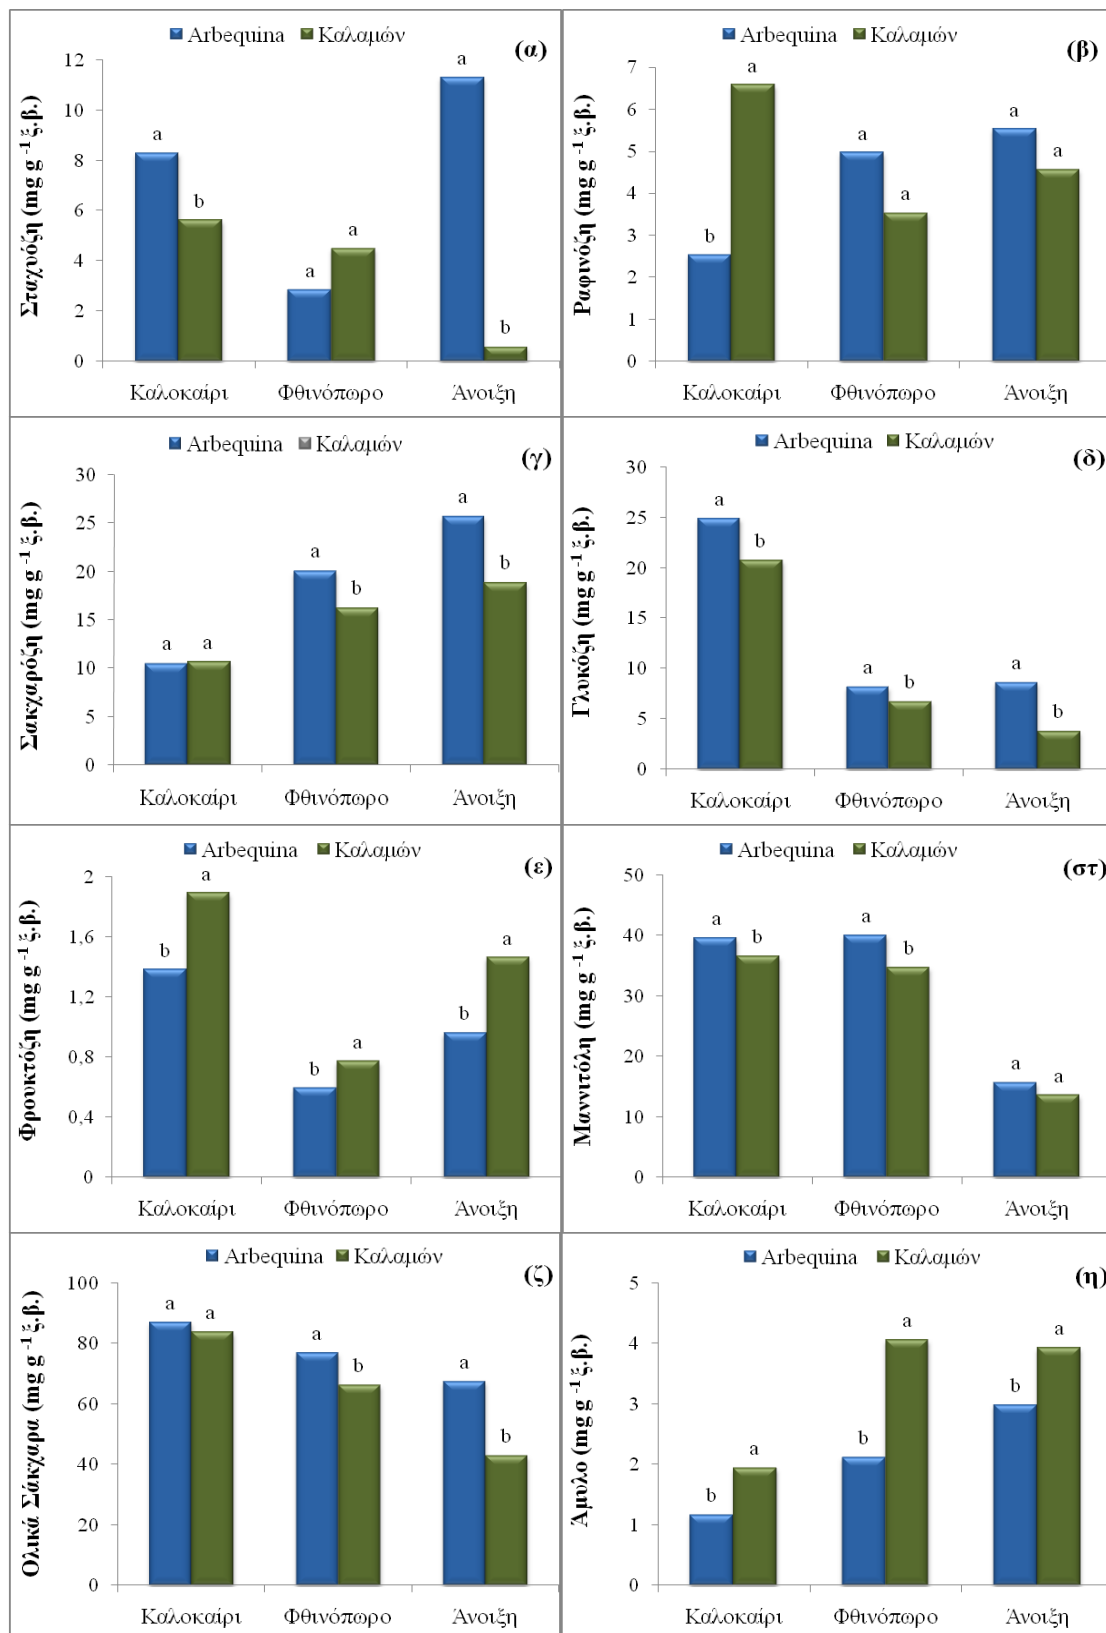 Arbequina Καλαμών
(α)
Σταχυόζη (mg g -1 ξ.β.)
12
10
8
6
4
2
0
a
b
a
a
a
b
Καλοκαίρι Φθινόπωρο Άνοιξη
Arbequina Καλαμών
(β)
Ραφινόζη (mg g -1 ξ.β.)
7
6
5
4
3
2
1
0
b
a
a
a
a
a
Καλοκαίρι Φθινόπωρο Άνοιξη
Arbequina Καλαμών
(γ)
Σακχαρόζη (mg g -1 ξ.β.)
30
25
20
15
10
5
0
a
a
a
b
a
b
Καλοκαίρι Φθινόπωρο Άνοιξη
Arbequina Καλαμών
(δ)
Γλυκόζη (mg g -1 ξ.β.)
30
25
20
15
10
5
0
a
b
a
b
a
b
Καλοκαίρι Φθινόπωρο Άνοιξη
Arbequina Καλαμών
(ε)
Φρουκτόζη (mg g -1 ξ.β.)
2
1,6
1,2
0,8
0,4
0
b
a
b
a
b
a
Καλοκαίρι Φθινόπωρο Άνοιξη
Arbequina Καλαμών
(στ)
Μαννιτόλη (mg g -1 ξ.β.)
50
40
30
20
10
0
a
b
a
b
a
a
Καλοκαίρι Φθινόπωρο Άνοιξη
Arbequina Καλαμών
(ζ)
Ολικά Σάκχαρα (mg g -1 ξ.β.)
100
80
60
40
20
0
a
a
a
b
a
b
Καλοκαίρι Φθινόπωρο Άνοιξη
Arbequina Καλαμών
(η)
Άμυλο (mg g -1 ξ.β.)
5
4
3
2
1
0
b
a
b
a
b
a
Καλοκαίρι Φθινόπωρο Άνοιξη